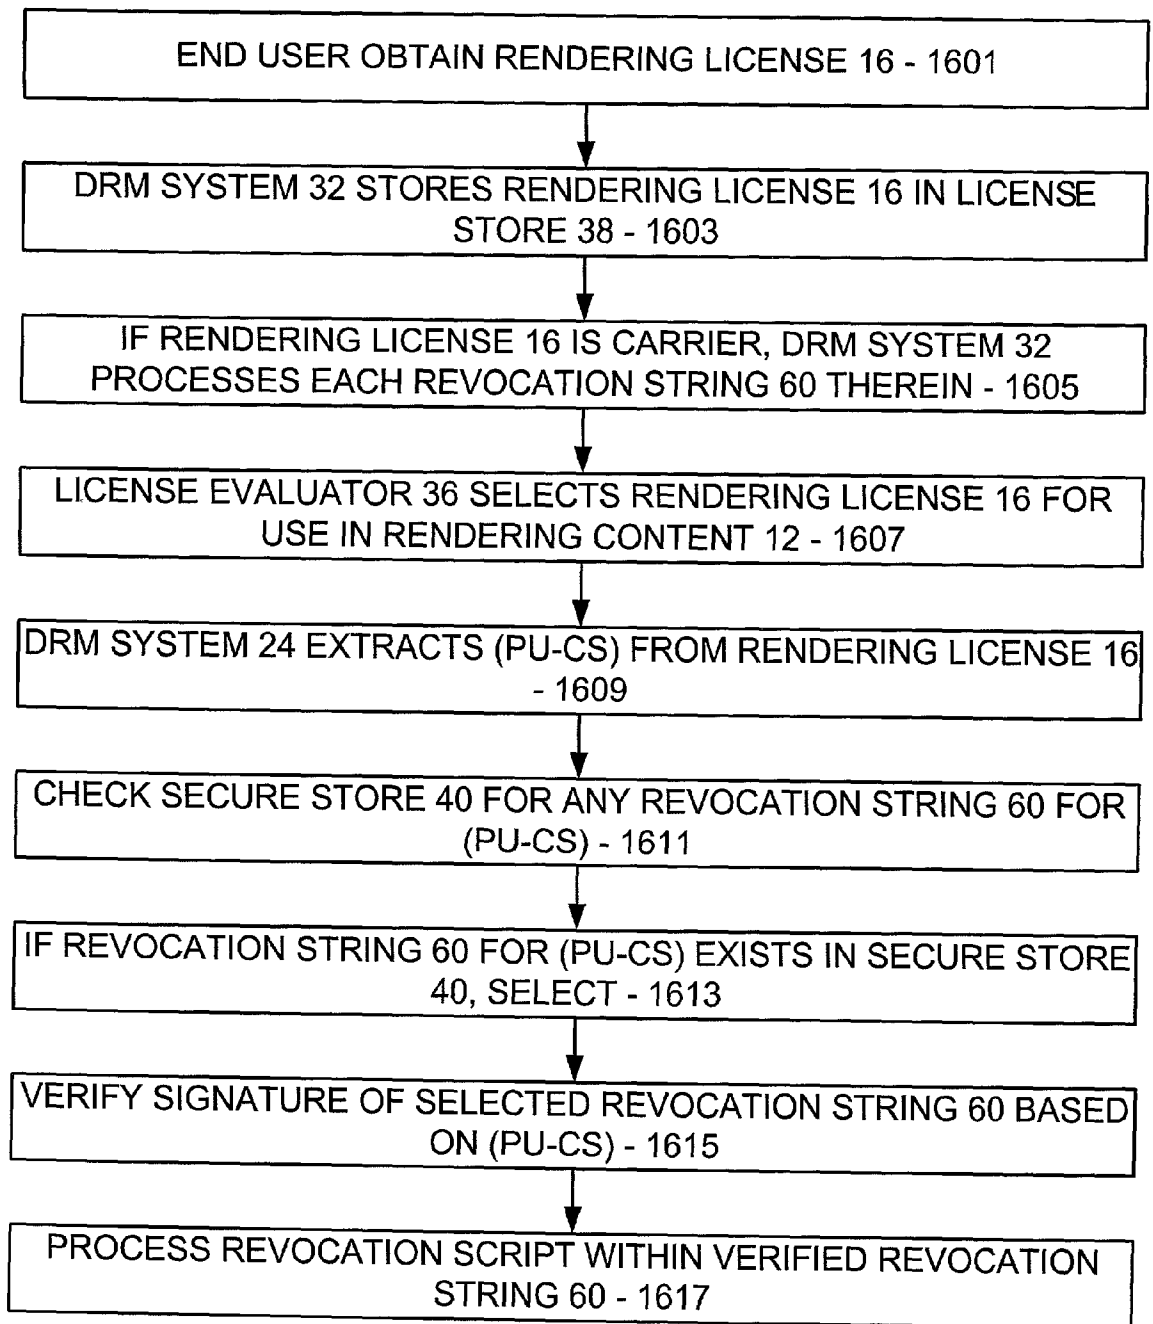 END USER OBTAIN RENDERING LICENSE 16 - 1601
DRM SYSTEM 32 STORES RENDERING LICENSE 16 IN LICENSE
STORE 38 - 1603
IF RENDERING LICENSE 16 IS CARRIER, DRM SYSTEM 32
PROCESSES EACH REVOCATION STRING 60 THEREIN - 1605
LICENSE EVALUATOR 36 SELECTS RENDERING LICENSE 16 FOR
USE IN RENDERING CONTENT 12 - 1607
DRM SYSTEM 24 EXTRACTS (PU-CS) FROM RENDERING LICENSE 16
- 1609
CHECK SECURE STORE 40 FOR ANY REVOCATION STRING 60 FOR
(PU-CS) - 1611
IF REVOCATION STRING 60 FOR (PU-CS) EXISTS IN SECURE STORE
40, SELECT - 1613
VERIFY SIGNATURE OF SELECTED REVOCATION STRING 60 BASED
ON (PU-CS) - 1615
PROCESS REVOCATION SCRIPT WITHIN VERIFIED REVOCATION
STRING 60 - 1617